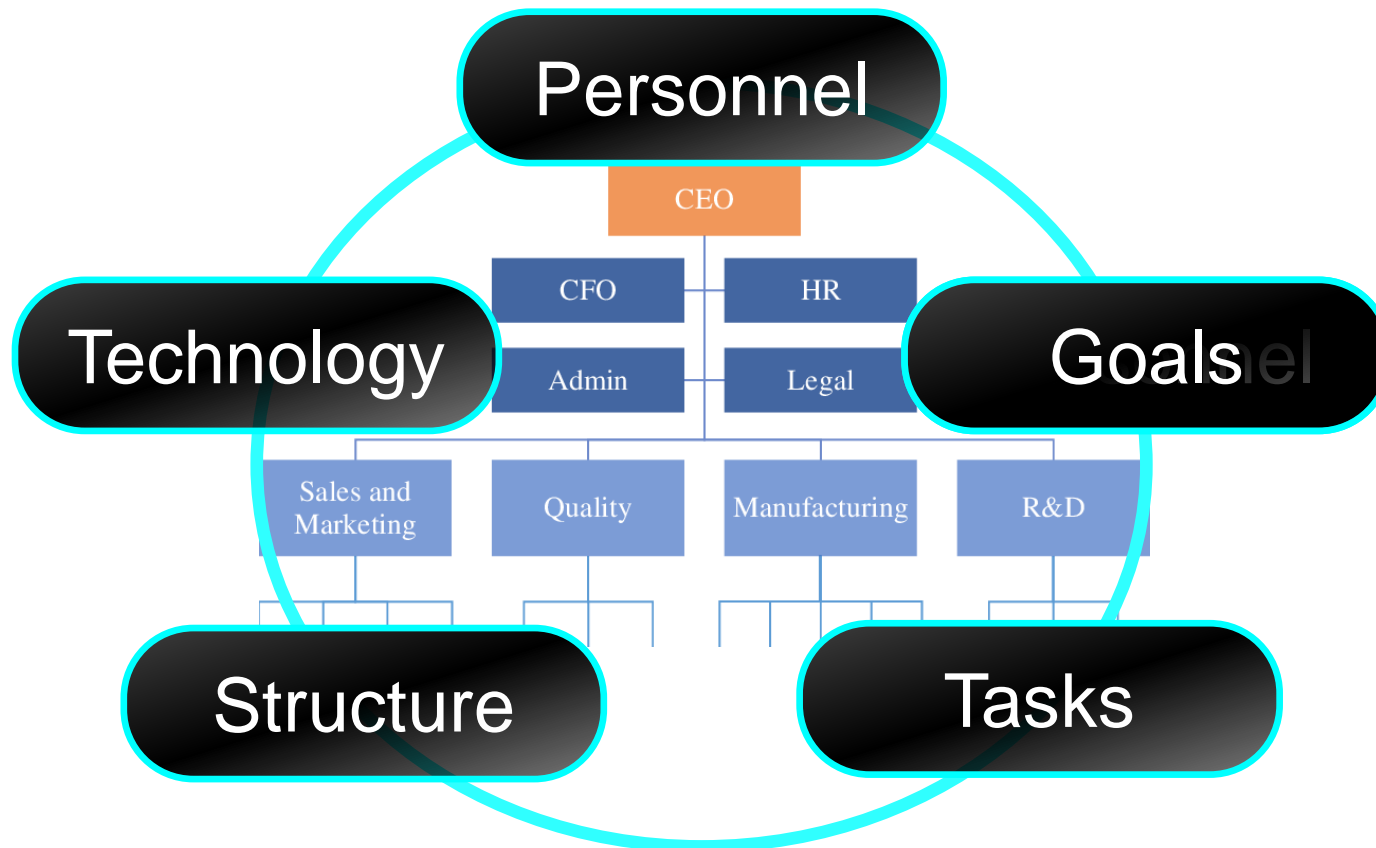 Personnel
CEO
CFO
HR
Technology
Goals
Admin
Legal
Sales and
Marketing
Quality
Manufacturing
R&D
Structure
Tasks